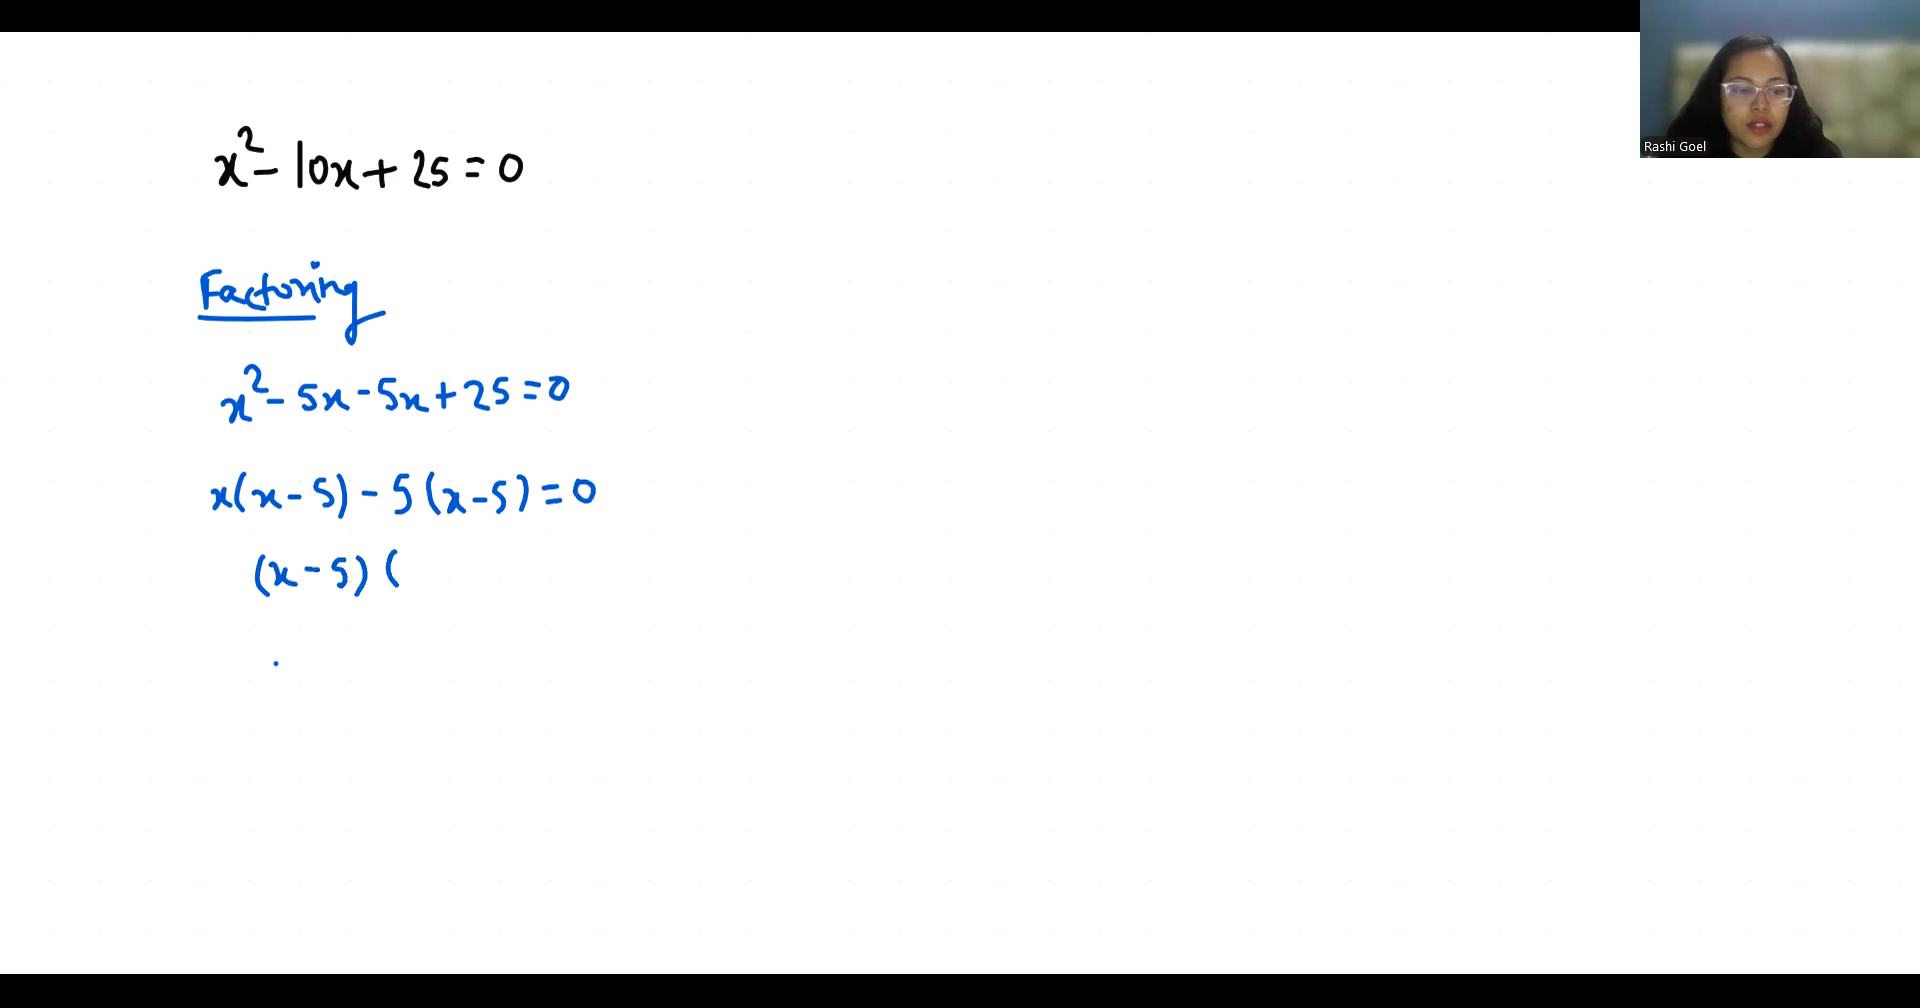 x² - 10x + 25 = 0
Factoring
x² - 5x - 5x + 25 = 0
x(x - 5) - 5(x - 5) = 0
(x - 5)(
Rashi Goel